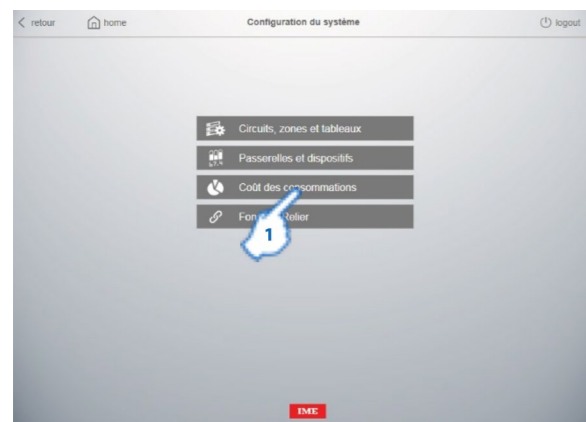 retour home Configuration du système logout
Circuits, zones et tableaux
Passerelles et dispositifs
Coût des consommations
Relier
1
IME